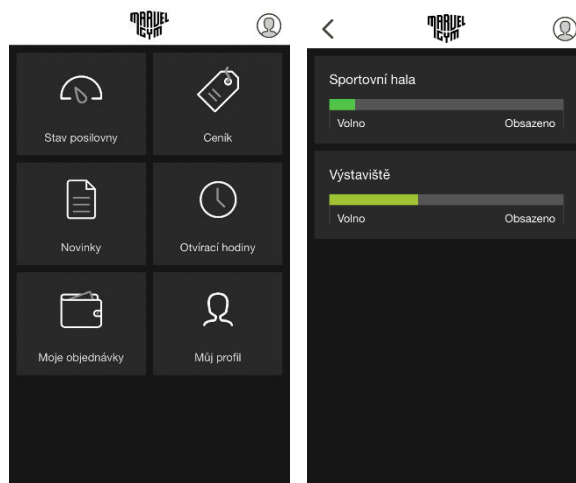 MARVEL
GYM
Stav posilovny
Ceník
Novinky
Otvírací hodiny
Moje objednávky
Můj profil
MARVEL
GYM
Sportovní hala
Volno
Obsazeno
Výstaviště
Volno
Obsazeno